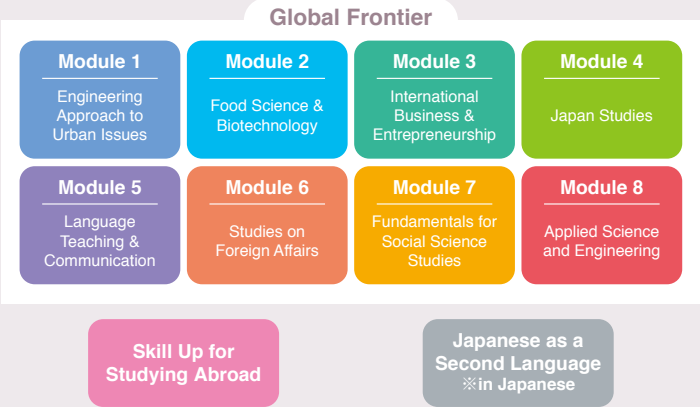 Global Frontier
Module 1
Engineering
Approach to
Urban Issues
Module 2
Food Science &
Biotechnology
Module 3
International
Business &
Entrepreneurship
Module 4
Japan Studies
Module 5
Language
Teaching &
Communication
Module 6
Studies on
Foreign Affairs
Module 7
Fundamentals for
Social Science
Studies
Module 8
Applied Science
and Engineering
Skill Up for
Studying Abroad
Japanese as a
Second Language
※in Japanese